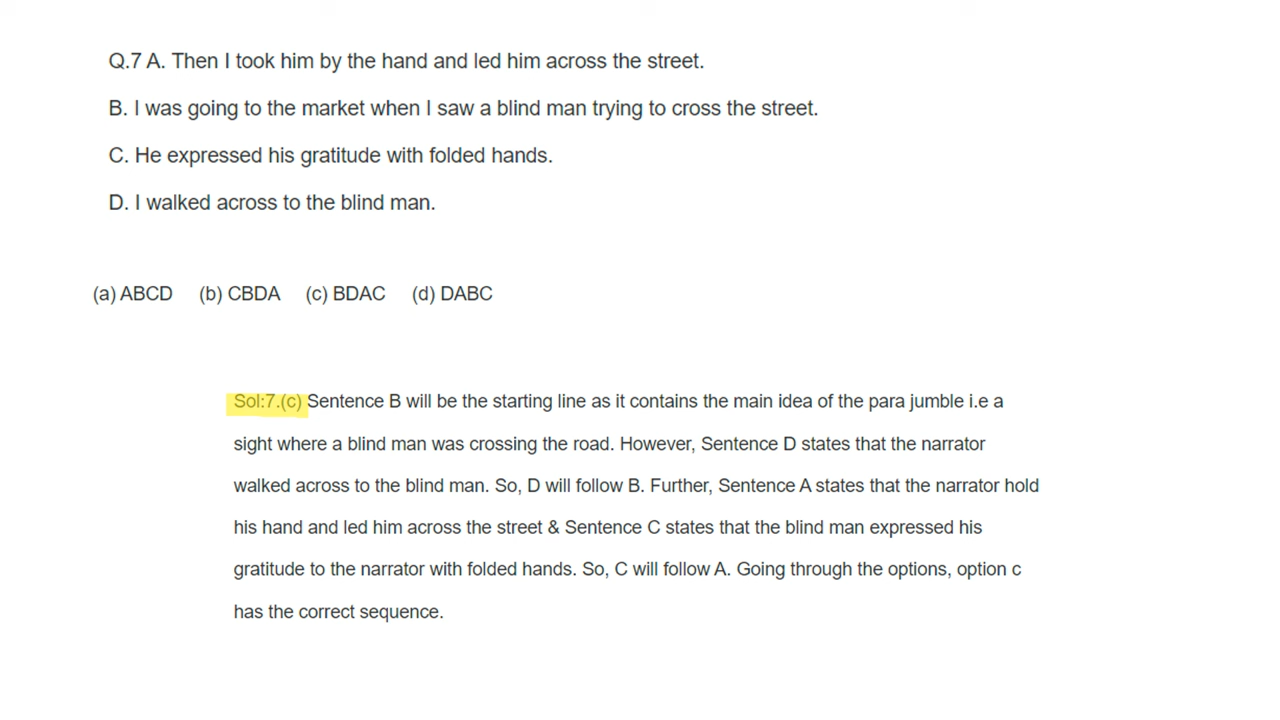 Q.7 A. Then I took him by the hand and led him across the street.
B. I was going to the market when I saw a blind man trying to cross the street.
C. He expressed his gratitude with folded hands.
D. I walked across to the blind man.
(a) ABCD (b) CBDA (c) BDAC (d) DABC
Sol:7.(c) Sentence B will be the starting line as it contains the main idea of the para jumble i.e a
sight where a blind man was crossing the road. However, Sentence D states that the narrator
walked across to the blind man. So, D will follow B. Further, Sentence A states that the narrator hold
his hand and led him across the street & Sentence C states that the blind man expressed his
gratitude to the narrator with folded hands. So, C will follow A. Going through the options, option c
has the correct sequence.